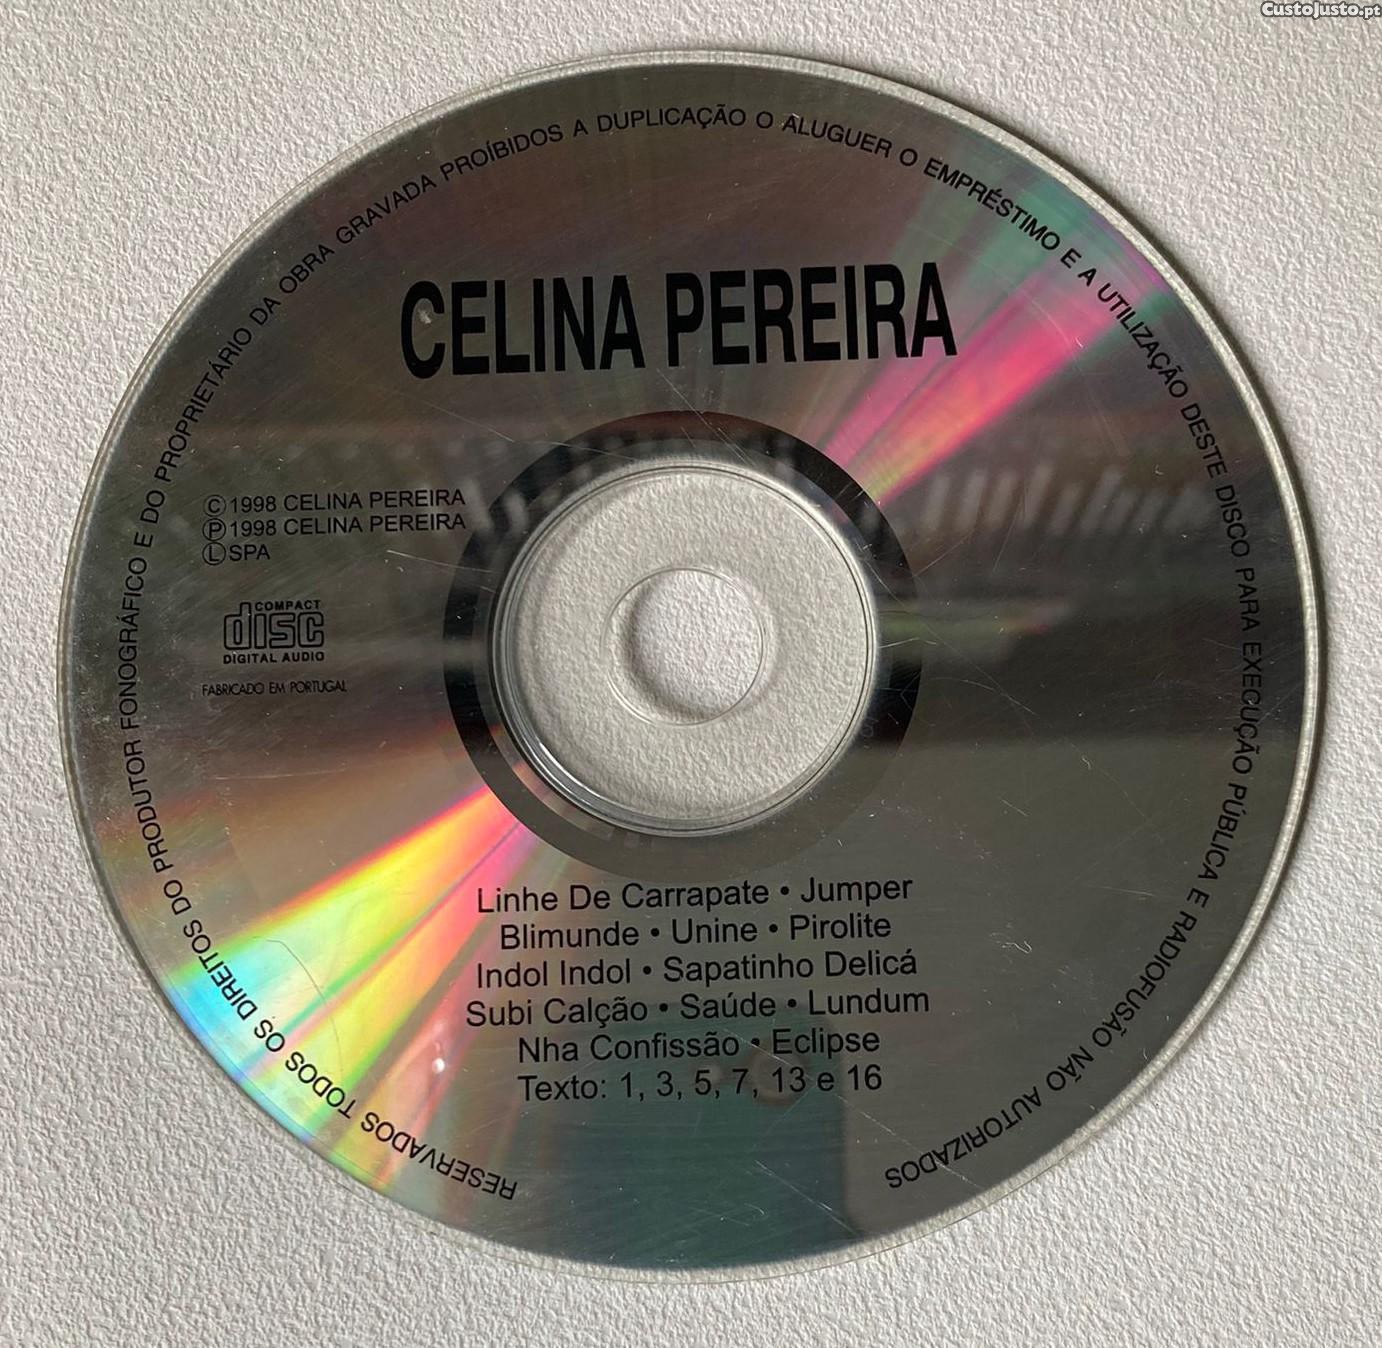 CustoJusto.pt
RESERVADOS TODOS OS DIREITOS DO PRODUTOR FONOGRÁFICO E DO PROPRIETÁRIO DA OBRA GRAVADA PROÍBIDOS A DUPLICAÇÃO O ALUGUER O EMPRÉSTIMO E A UTILIZAÇÃO DESTE DISCO PARA EXECUÇÃO PÚBLICA E RADIOFUSÃO NÃO AUTORIZADOS
CELINA PEREIRA
Ⓒ 1998 CELINA PEREIRA
Ⓟ 1998 CELINA PEREIRA
Ⓛ SPA
COMPACT
disc
DIGITAL AUDIO
FABRICADO EM PORTUGAL
Linhe De Carrapate • Jumper
Blimunde • Unine • Pirolite
Indol Indol • Sapatinho Delicá
Subi Calção • Saúde • Lundum
Nha Confissão • Eclipse
Texto: 1, 3, 5, 7, 13 e 16